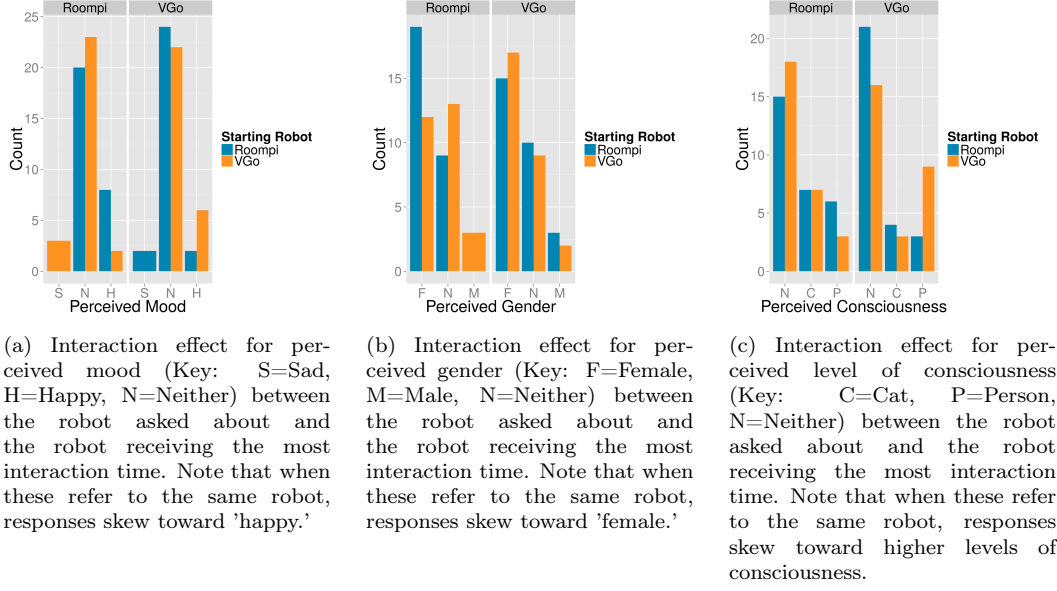 Roompi VGo
25
20
15
10
5
0
Count
S N H S N H
Perceived Mood
Starting Robot
Roompi
VGo
(a) Interaction effect for per-
ceived mood (Key: S=Sad,
H=Happy, N=Neither) between
the robot asked about and
the robot receiving the most
interaction time. Note that when
these refer to the same robot,
responses skew toward 'happy.'
Roompi VGo
15
10
5
0
Count
F N M F N M
Perceived Gender
Starting Robot
Roompi
VGo
(b) Interaction effect for per-
ceived gender (Key: F=Female,
M=Male, N=Neither) between
the robot asked about and
the robot receiving the most
interaction time. Note that when
these refer to the same robot,
responses skew toward 'female.'
Roompi VGo
20
15
10
5
0
Count
N C P N C P
Perceived Consciousness
Starting Robot
Roompi
VGo
(c) Interaction effect for per-
ceived level of consciousness
(Key: C=Cat, P=Person,
N=Neither) between the robot
asked about and the robot
receiving the most interaction
time. Note that when these refer
to the same robot, responses
skew toward higher levels of
consciousness.